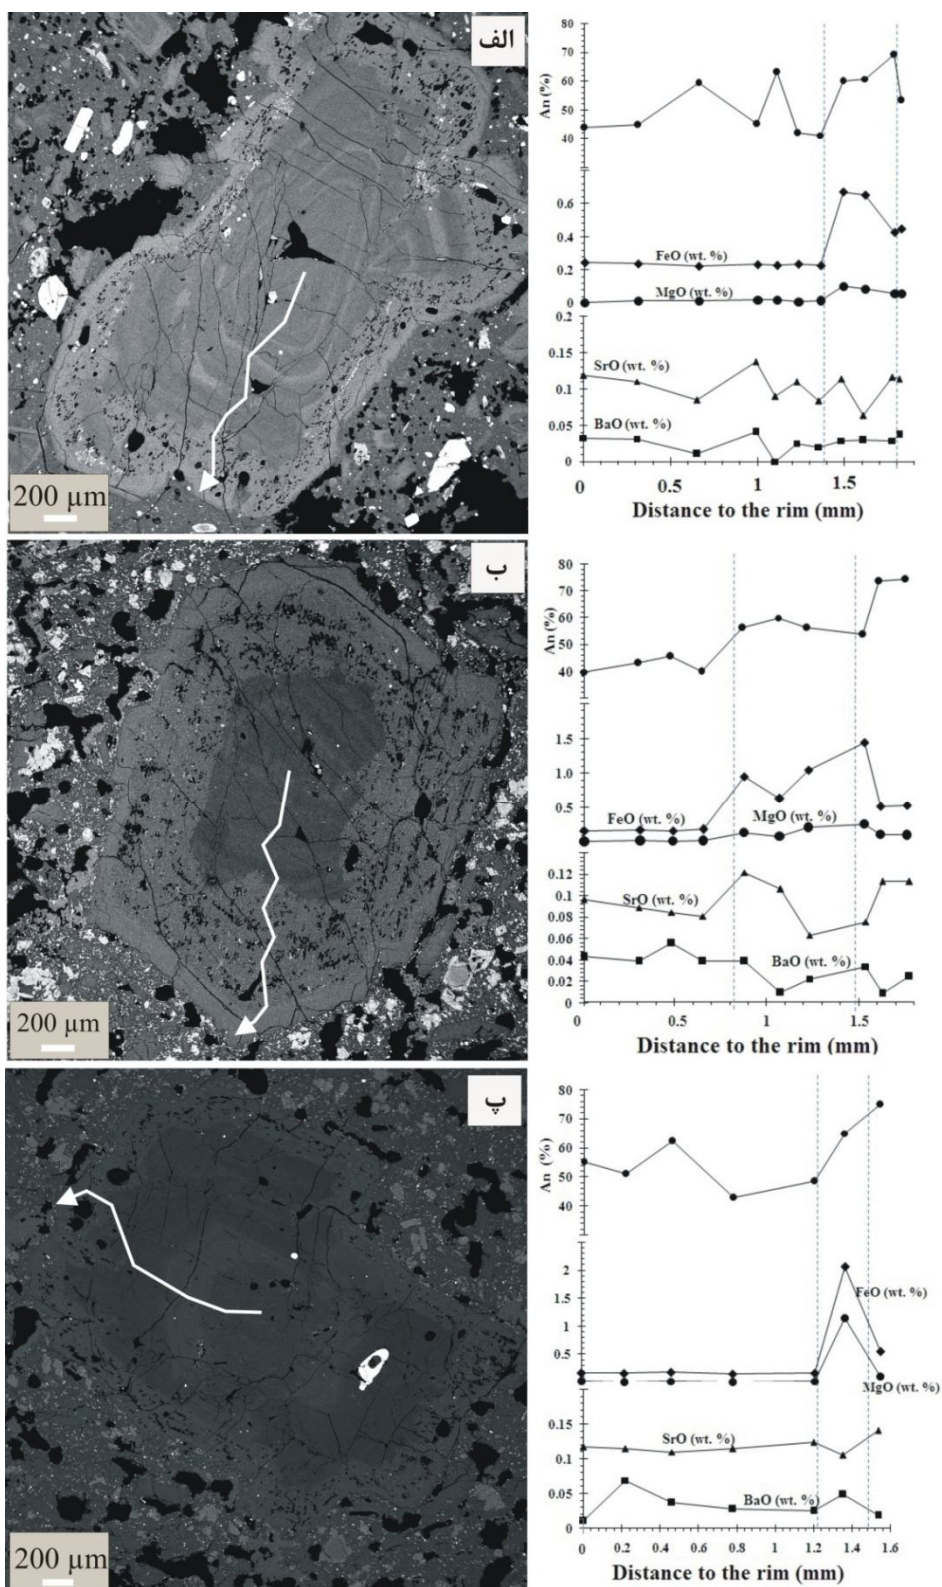 الف
200 µm
An (%)
80
70
60
50
40
0.6
0.4
0.2
0
FeO (wt. %)
MgO (wt. %)
0.2
0.15
0.1
0.05
0
SrO (wt. %)
BaO (wt. %)
0
0.5
1
1.5
Distance to the rim (mm)
ب
200 µm
An (%)
80
70
60
50
40
1.5
1.0
0.5
FeO (wt. %)
MgO (wt. %)
0.12
0.1
0.08
0.06
0.04
0.02
0
SrO (wt. %)
BaO (wt. %)
0
0.5
1
1.5
Distance to the rim (mm)
پ
200 µm
An (%)
80
70
60
50
40
2
1.5
1
0.5
FeO (wt. %)
MgO (wt. %)
0.15
0.1
0.05
0
SrO (wt. %)
BaO (wt. %)
0
0.2
0.4
0.6
0.8
1.0
1.2
1.4
1.6
Distance to the rim (mm)